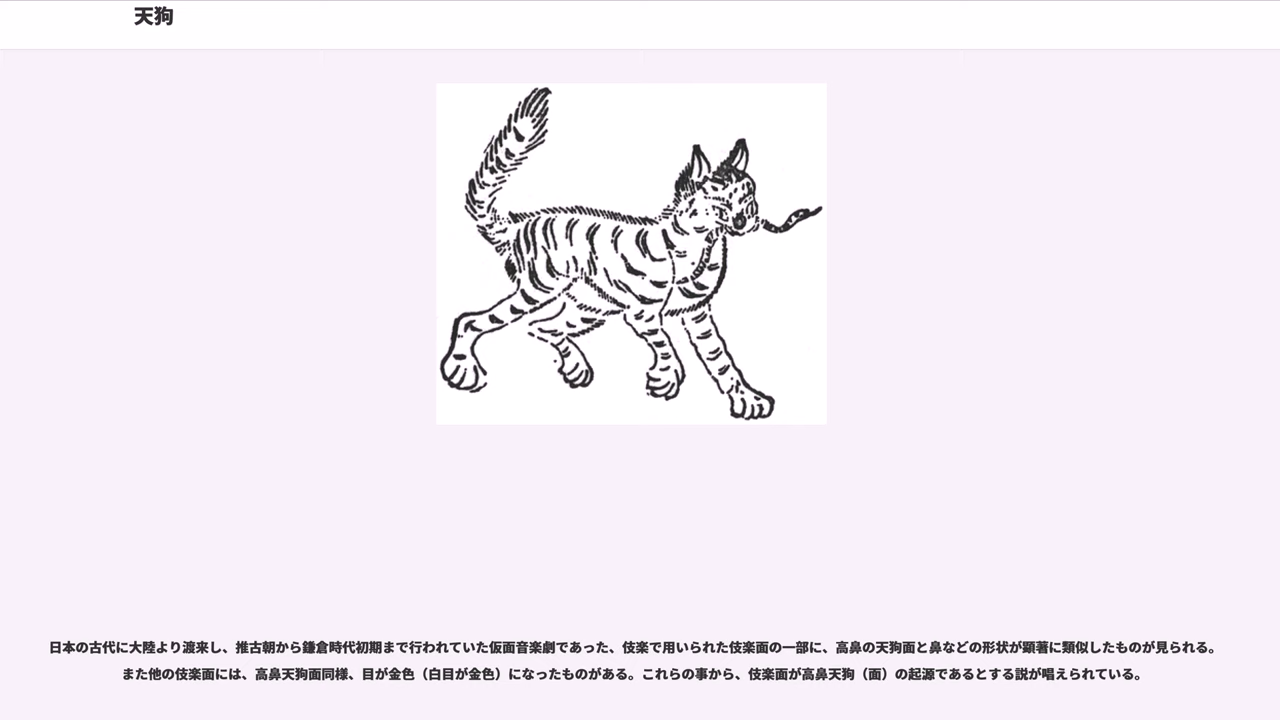 天狗
日本の古代に大陸より渡来し、推古朝から鎌倉時代初期まで行われていた仮面音楽劇であった、伎楽で用いられた伎楽面の一部に、高鼻の天狗面と鼻などの形状が顕著に類似したものが見られる。
また他の伎楽面には、高鼻天狗面同様、目が金色（白目が金色）になったものがある。これらの事から、伎楽面が高鼻天狗（面）の起源であるとする説が唱えられている。